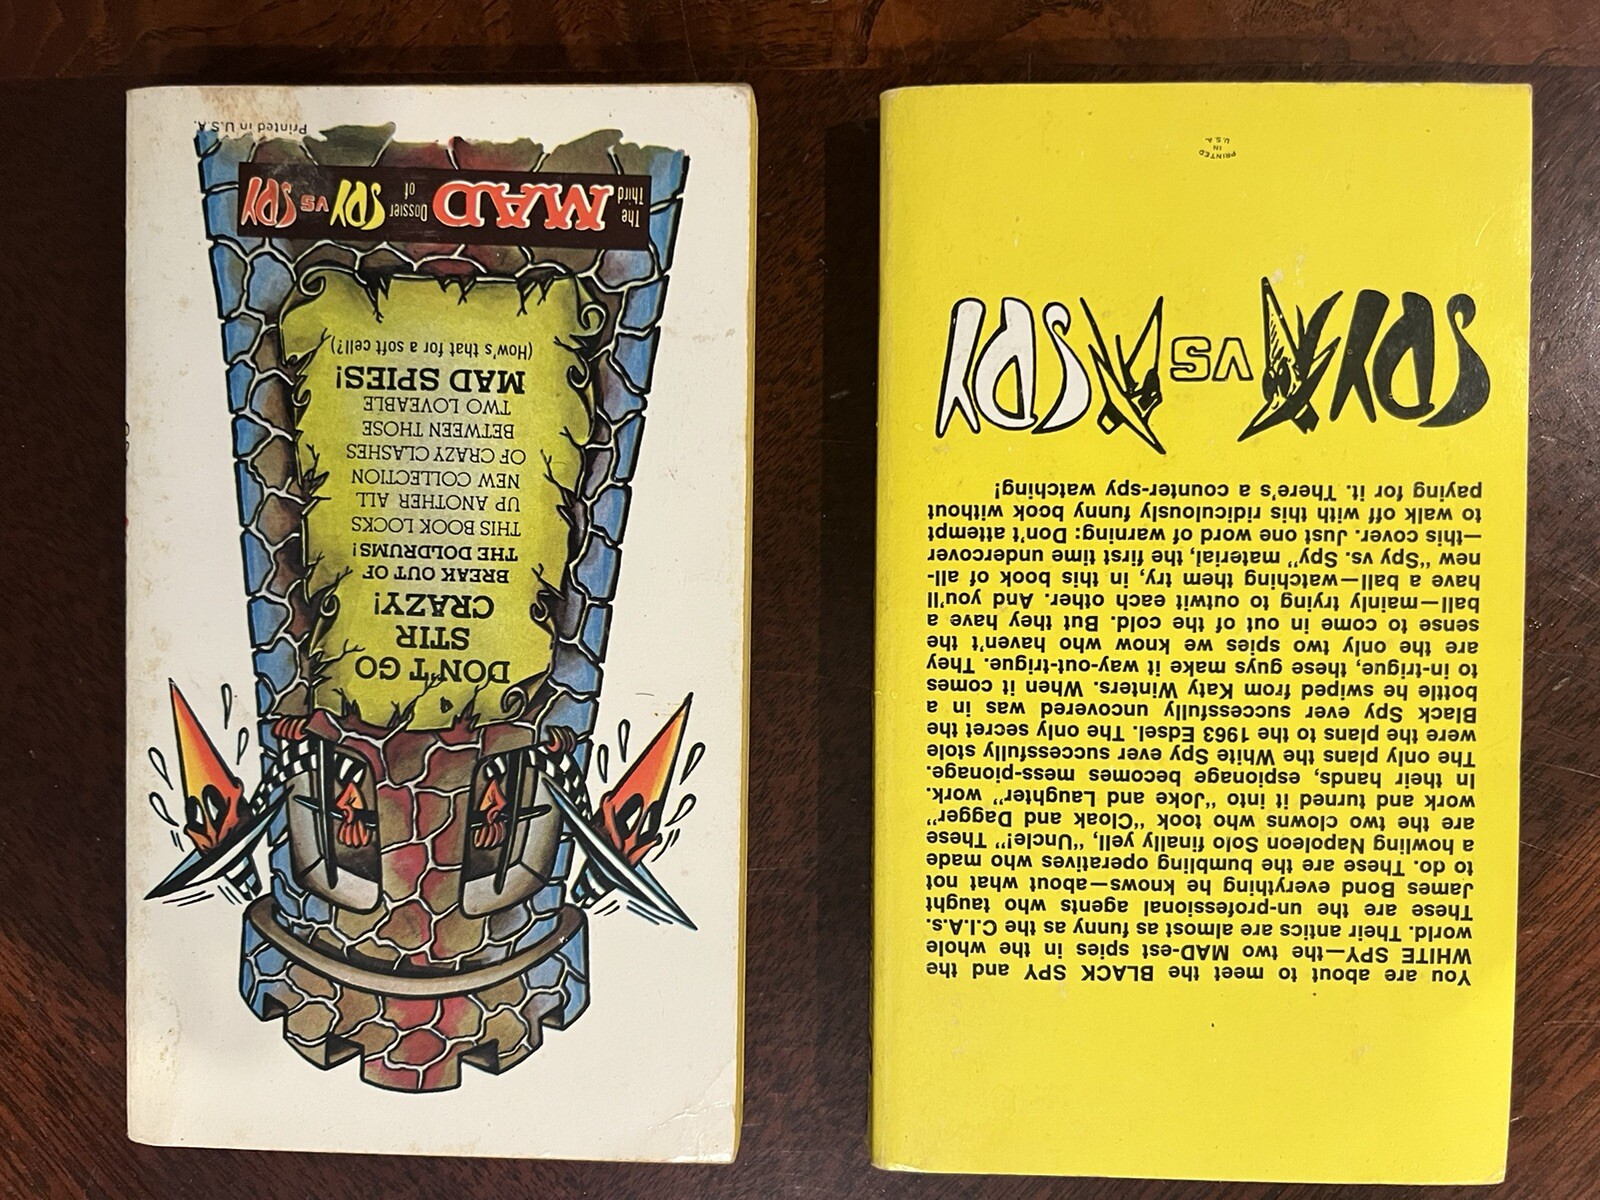 DON'T GO
STIR
CRAZY!
BREAK OUT OF
THE DOLDRUMS!
THIS BOOK LOCKS
UP ANOTHER ALL
NEW COLLECTION
OF CRAZY CLASHES
BETWEEN THOSE
TWO LOVEABLE
MAD SPIES!
(How's that for a soft cell?)
The Third MAD Dossier of SPY vs SPY
Printed in U.S.A.
You are about to meet the BLACK SPY and the
WHITE SPY—the two MAD-est spies in the whole
world. Their antics are almost as funny as the C.I.A.s.
These are the un-professional agents who taught
James Bond everything he knows—about what not
to do. These are the bumbling operatives who made
a howling Napoleon Solo finally yell, "Uncle!" These
are the two clowns who took "Cloak and Dagger"
work and turned it into "Joke and Laughter" work.
In their hands, espionage becomes mess-pionage.
The only plans the White Spy ever successfully stole
were the plans to the 1963 Edsel. The only secret the
Black Spy ever successfully uncovered was in a
bottle he swiped from Katy Winters. When it comes
to in-trigue, these guys make it way-out-trigue. They
are the only two spies we know who haven't the
sense to come in out of the cold. But they have a
ball—mainly trying to outwit each other. And you'll
have a ball—watching them try, in this book of all-
new "Spy vs. Spy" material, the first time undercover
—this cover. Just one word of warning: Don't attempt
to walk off with this ridiculously funny book without
paying for it. There's a counter-spy watching!
SPY VS SPY
PRINTED
IN
U.S.A.